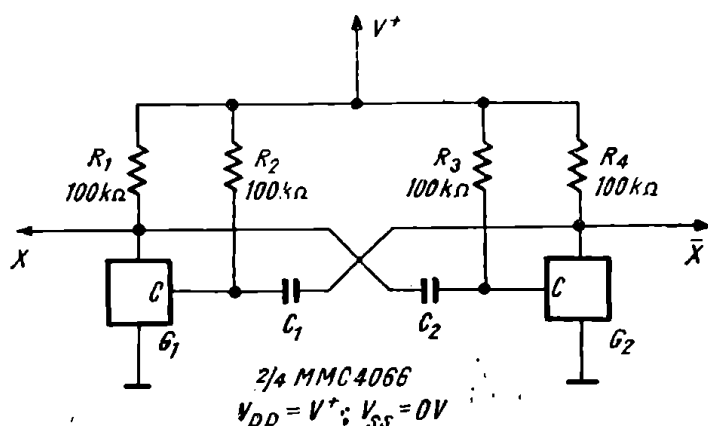 V+
R1
100kΩ
R2
100kΩ
R3
100kΩ
R4
100kΩ
X
X̄
C
G1
C1
C2
C
G2
2/4 MMC4066
VDD = V+; VSS = 0V